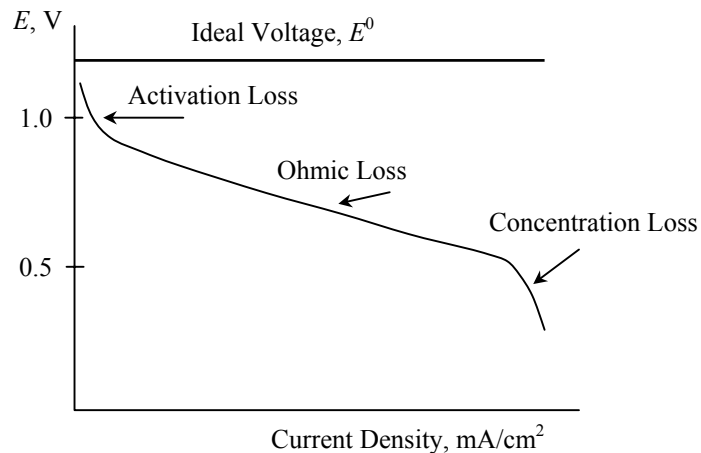 E, V
Ideal Voltage, E⁰
Activation Loss
1.0
Ohmic Loss
Concentration Loss
0.5
Current Density, mA/cm²